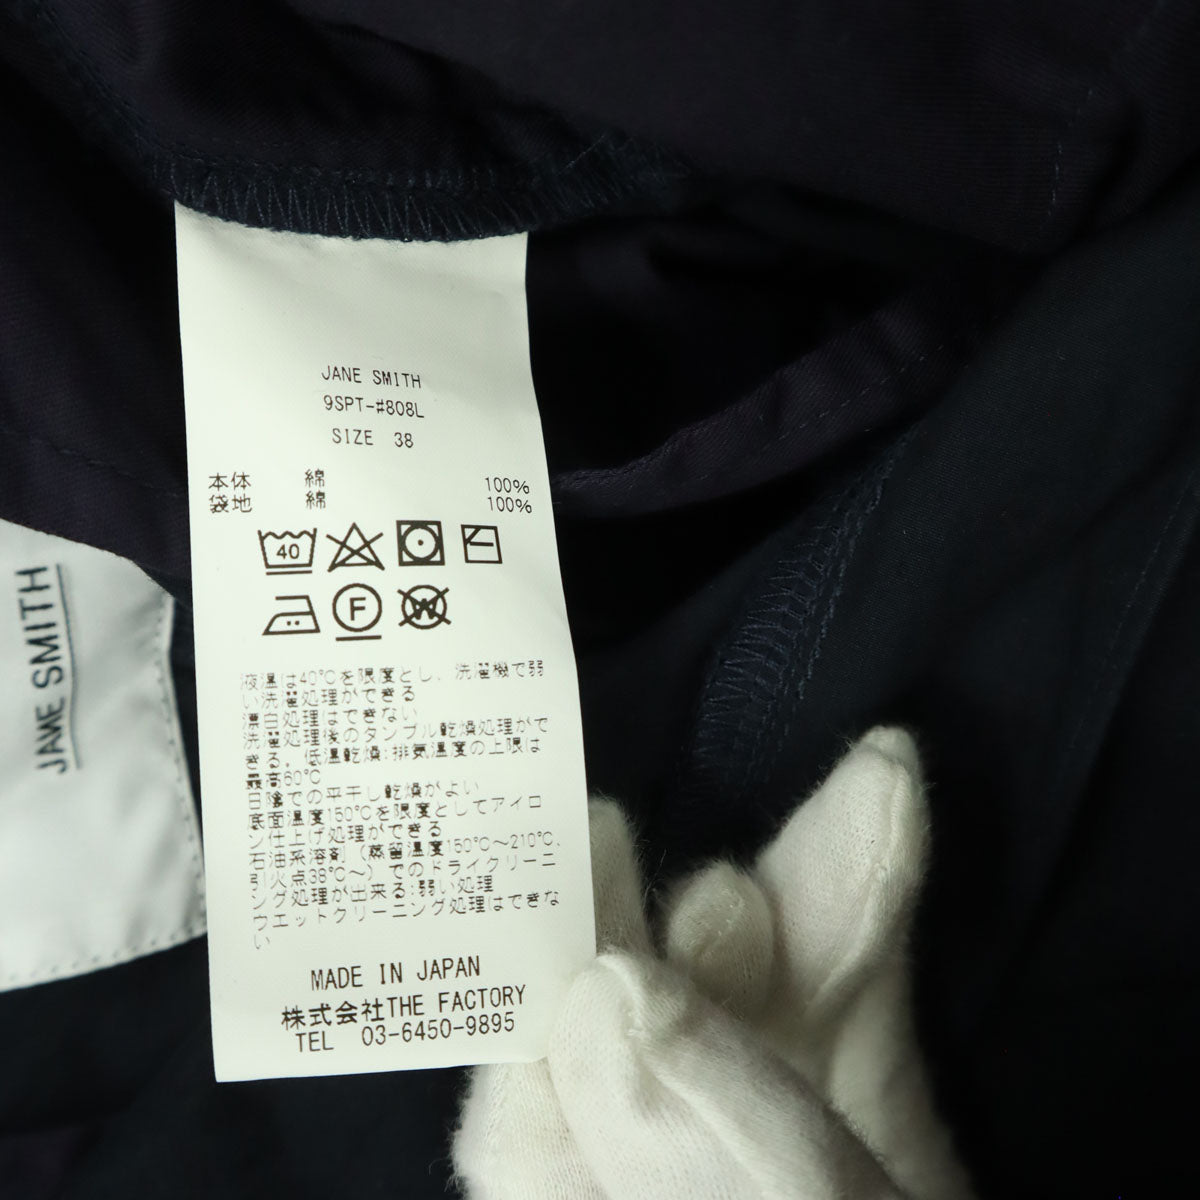 JANE SMITH
9SPT-#808L
SIZE 38
本体 綿 100%
袋地 綿 100%
40
F
W
液温は40℃を限度とし、洗濯機で弱
い洗濯処理ができる
漂白処理はできない
洗濯処理後のタンブル乾燥処理がで
きる。低温乾燥:排気温度の上限は
最高60℃
日陰での平干し乾燥がよい
底面温度150℃を限度としてアイロ
ン仕上げ処理ができる
石油系溶剤(蒸留温度150℃〜210℃、
引火点38℃〜)でのドライクリーニ
ング処理が出来る:弱い処理
ウエットクリーニング処理はできな
い
MADE IN JAPAN
株式会社THE FACTORY
TEL 03-6450-9895
JANE SMITH